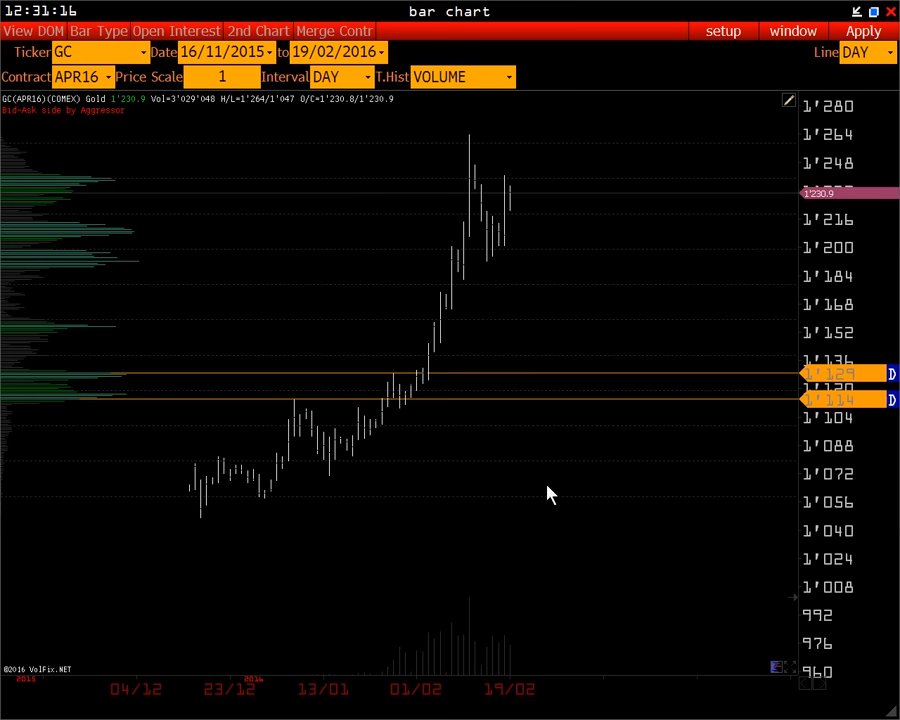 12:31:16 bar chart
View DOM Bar Type Open Interest 2nd Chart Merge Contr setup window Apply
Ticker GC Date 16/11/2015 to 19/02/2016 Line DAY
Contract APR16 Price Scale 1 Interval DAY T.Hist VOLUME
GC(APR16)(COMEX) Gold 1'230.9 Vol=3'029'048 H/L=1'264/1'047 O/C=1'230.8/1'230.9
Bid-Ask side by Aggressor
1'280
1'264
1'248
1'230.9
1'216
1'200
1'184
1'168
1'152
1'136
1'129 D
1'120
1'114 D
1'104
1'088
1'072
1'056
1'040
1'024
1'008
992
976
960
©2016 VolFix.NET
2015 2016
04/12 23/12 13/01 01/02 19/02